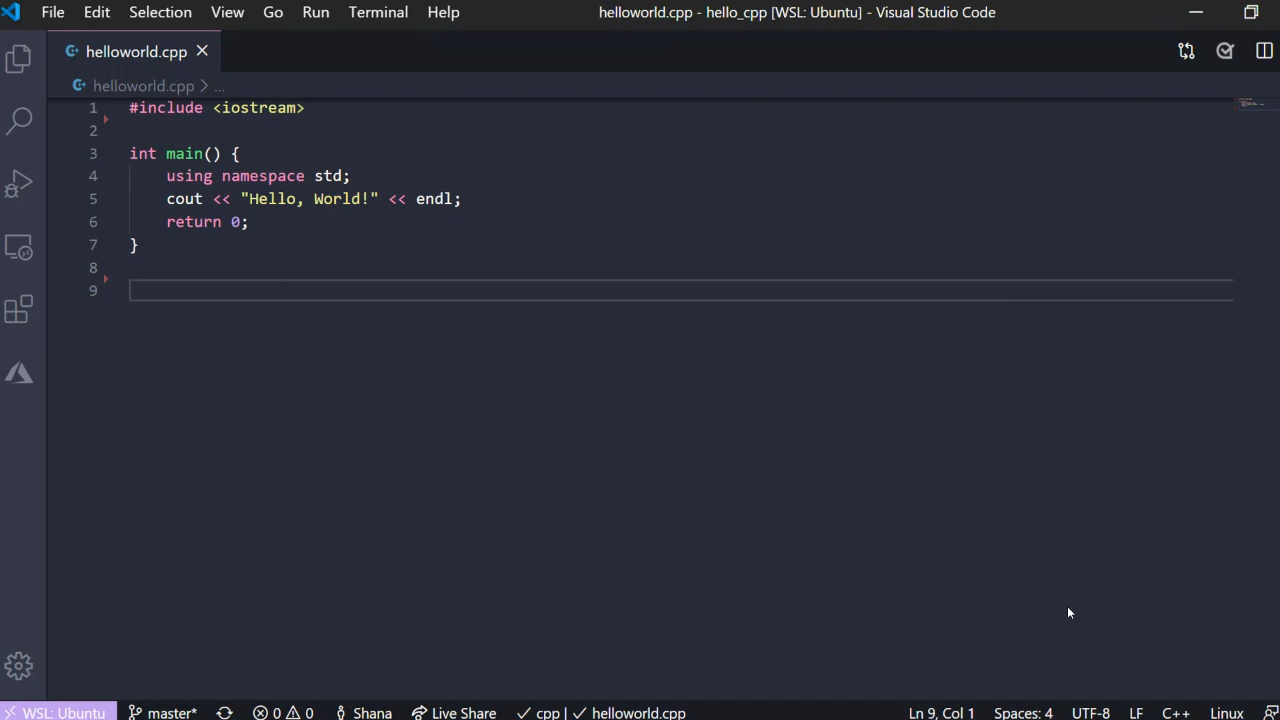 File Edit Selection View Go Run Terminal Help helloworld.cpp - hello_cpp [WSL: Ubuntu] - Visual Studio Code
helloworld.cpp
helloworld.cpp > ...
1 #include <iostream>
2
3 int main() {
4     using namespace std;
5     cout << "Hello, World!" << endl;
6     return 0;
7 }
8
9
WSL: Ubuntu master* 0 0 Shana Live Share cpp | helloworld.cpp Ln 9, Col 1 Spaces: 4 UTF-8 LF C++ Linux